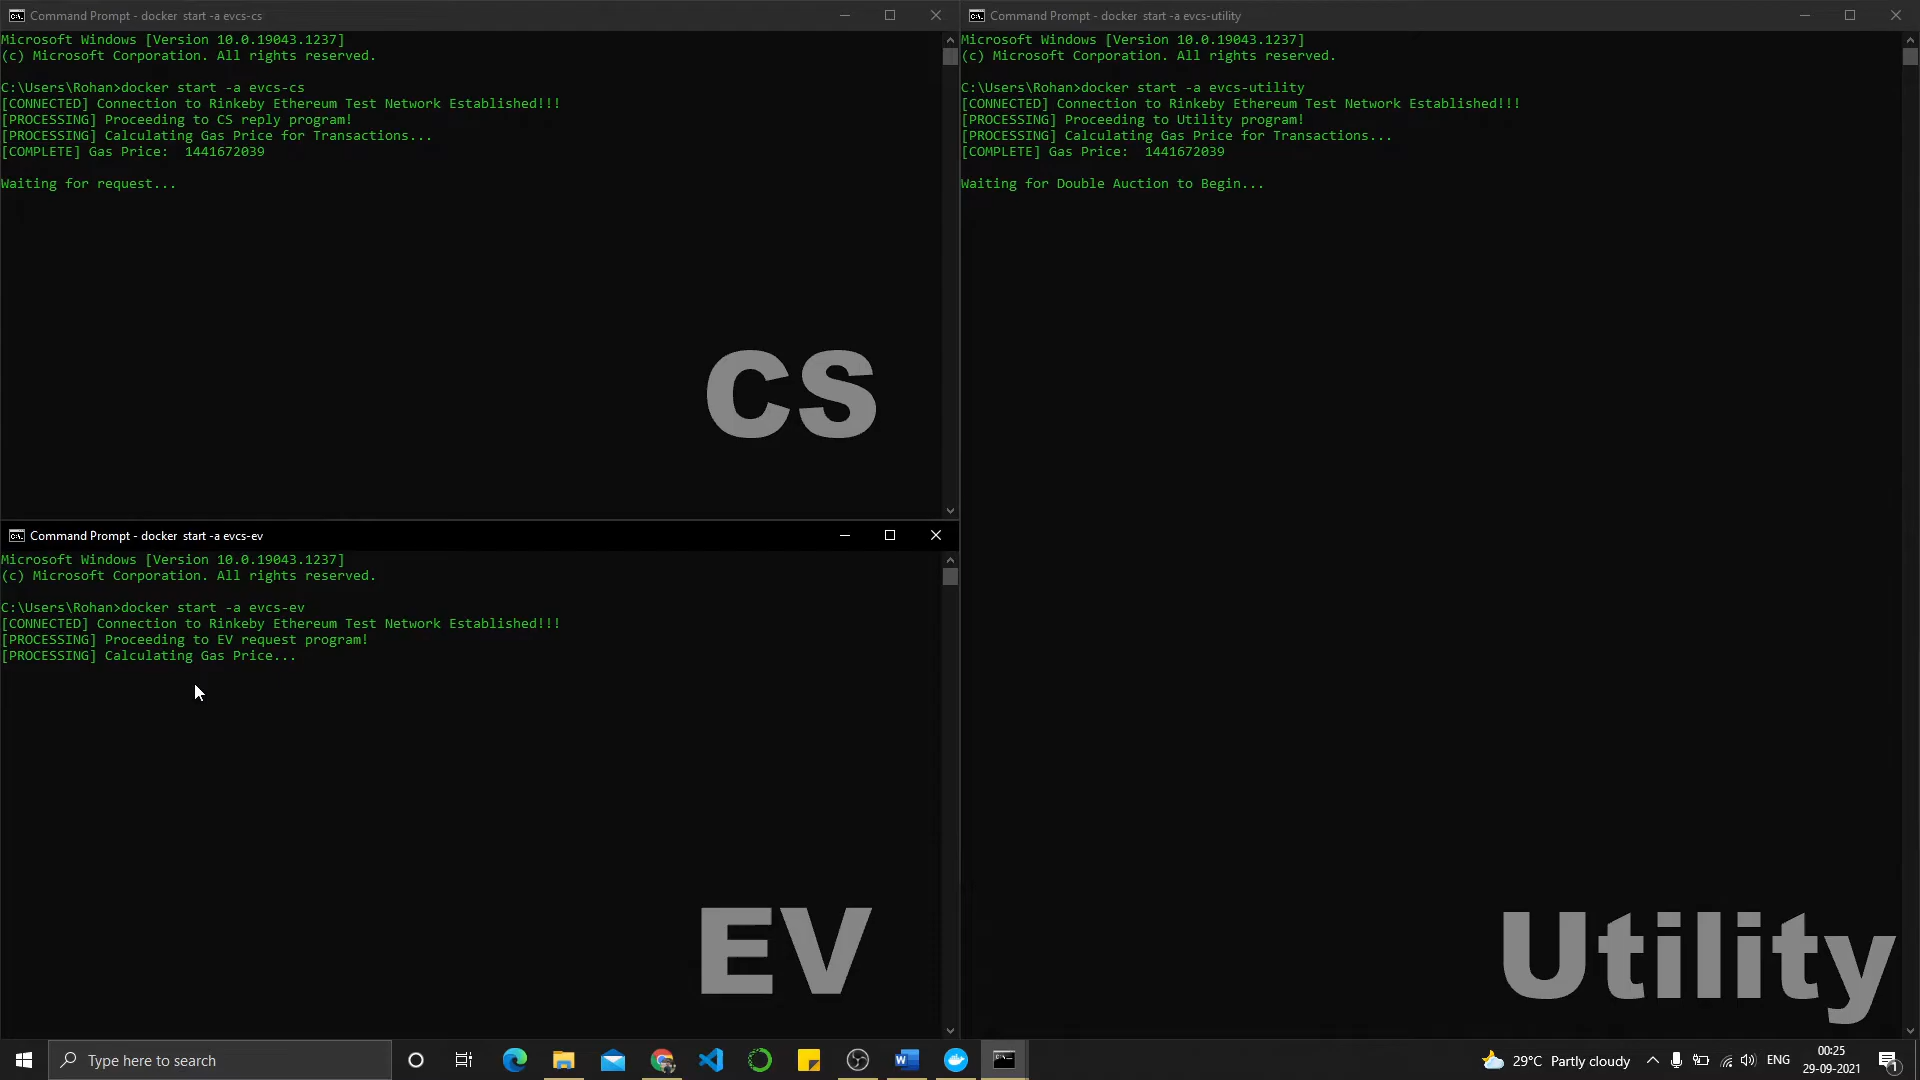 Command Prompt - docker start -a evcs-cs
Microsoft Windows [Version 10.0.19043.1237]
(c) Microsoft Corporation. All rights reserved.
C:\Users\Rohan>docker start -a evcs-cs
[CONNECTED] Connection to Rinkeby Ethereum Test Network Established!!!
[PROCESSING] Proceeding to CS reply program!
[PROCESSING] Calculating Gas Price for Transactions...
[COMPLETE] Gas Price:  1441672039
Waiting for request...
CS
Command Prompt - docker start -a evcs-ev
Microsoft Windows [Version 10.0.19043.1237]
(c) Microsoft Corporation. All rights reserved.
C:\Users\Rohan>docker start -a evcs-ev
[CONNECTED] Connection to Rinkeby Ethereum Test Network Established!!!
[PROCESSING] Proceeding to EV request program!
[PROCESSING] Calculating Gas Price...
EV
Command Prompt - docker start -a evcs-utility
Microsoft Windows [Version 10.0.19043.1237]
(c) Microsoft Corporation. All rights reserved.
C:\Users\Rohan>docker start -a evcs-utility
[CONNECTED] Connection to Rinkeby Ethereum Test Network Established!!!
[PROCESSING] Proceeding to Utility program!
[PROCESSING] Calculating Gas Price for Transactions...
[COMPLETE] Gas Price:  1441672039
Waiting for Double Auction to Begin...
Utility
Type here to search
29°C Partly cloudy
ENG
00:25
29-09-2021
1